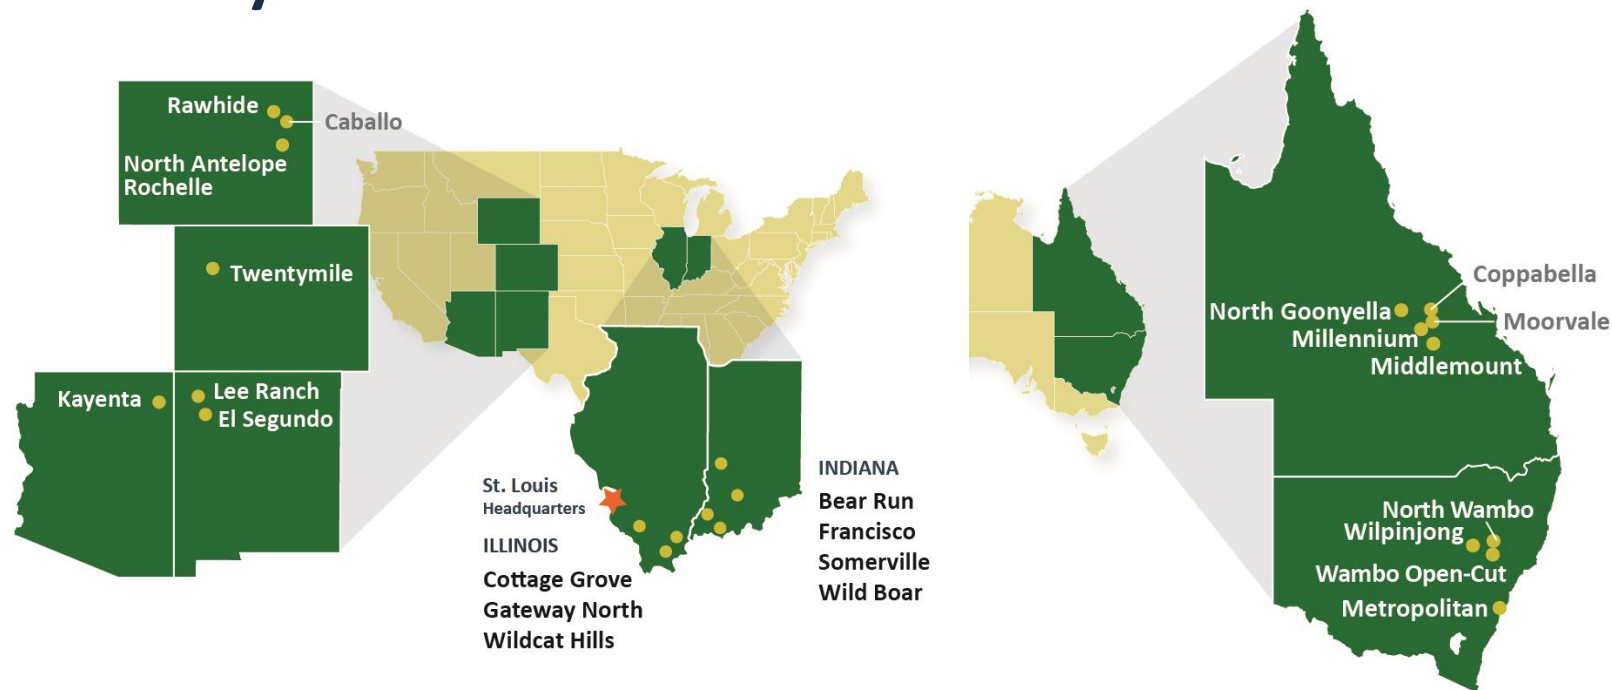 Rawhide
Caballo
North Antelope
Rochelle
Twentymile
Kayenta
Lee Ranch
El Segundo
St. Louis
Headquarters
ILLINOIS
Cottage Grove
Gateway North
Wildcat Hills
INDIANA
Bear Run
Francisco
Somerville
Wild Boar
Coppabella
North Goonyella
Moorvale
Millennium
Middlemount
North Wambo
Wilpinjong
Wambo Open-Cut
Metropolitan